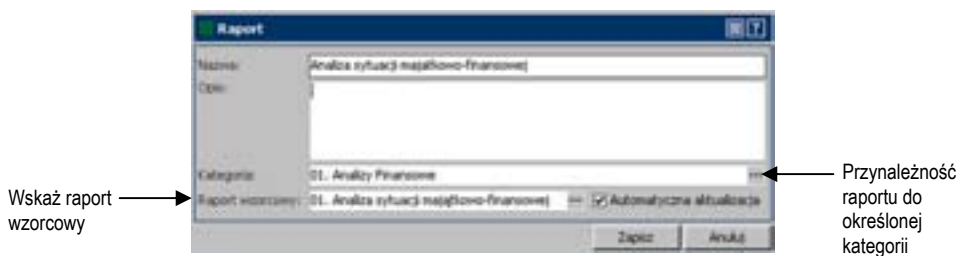 Raport
?
Nazwa: Analiza sytuacji majątkowo-finansowej
Opis:
Kategoria: 01. Analizy Finansowe
Raport wzorcowy: 01. Analiza sytuacji majątkowo-finansowej Automatyczna aktualizacja
Zapisz Anuluj
Wskaż raport
wzorcowy
Przynależność
raportu do
określonej
kategorii